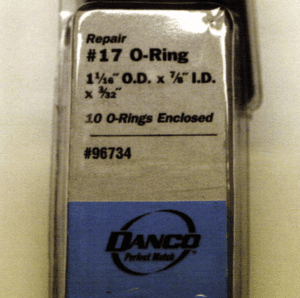 Repair
#17 O-Ring
1 1/16" O.D. x 7/8" I.D.
x 3/32"
10 O-Rings Enclosed
#96734
DANCO
Perfect Match